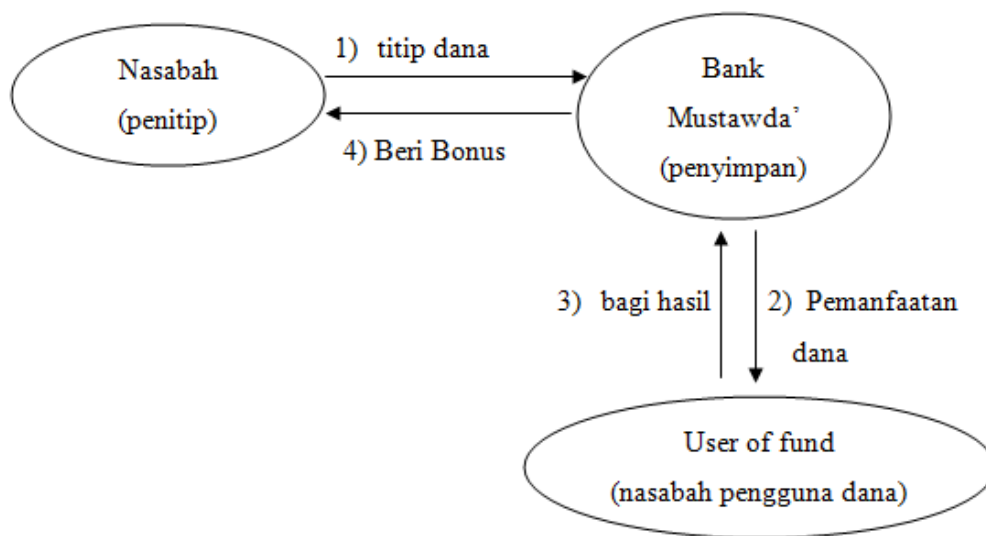 Nasabah
(penitip)
1) titip dana
4) Beri Bonus
Bank
Mustawda’
(penyimpan)
3) bagi hasil
2) Pemanfaatan
dana
User of fund
(nasabah pengguna dana)